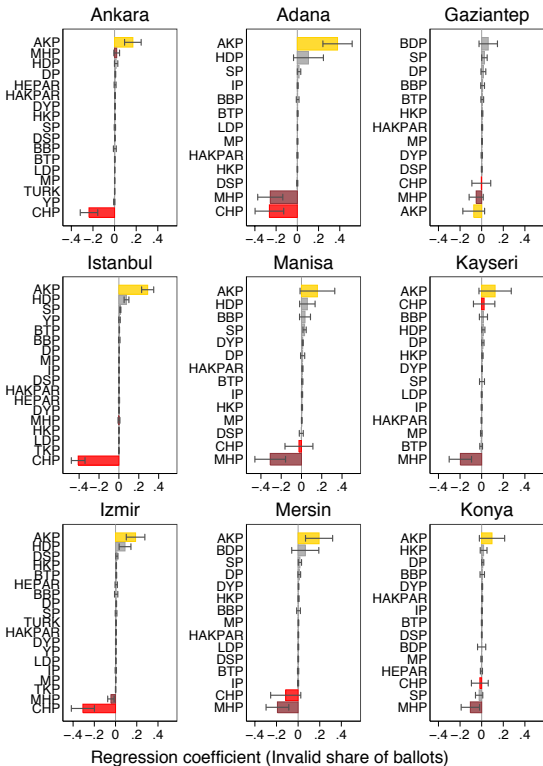 Ankara
AKP
MHP
HDP
DP
HEPAR
HAKPAR
DYP
HKP
SP
DSP
BBP
BTP
LDP
MP
TURK
YP
CHP
-.4 -.2 0 .2 .4
Adana
AKP
HDP
SP
IP
BBP
BTP
LDP
MP
HAKPAR
HKP
DSP
MHP
CHP
-.4 -.2 0 .2 .4
Gaziantep
BDP
SP
DP
BBP
BTP
HKP
HAKPAR
MP
DYP
DSP
CHP
MHP
AKP
-.4 -.2 0 .2 .4
Istanbul
AKP
HDP
SP
YP
BTP
BBP
DP
MP
IP
DSP
HAKPAR
HEPAR
DYP
MHP
HKP
LDP
TKP
CHP
-.4 -.2 0 .2 .4
Manisa
AKP
HDP
BBP
SP
DYP
DP
HAKPAR
BTP
IP
HKP
MP
DSP
CHP
MHP
-.4 -.2 0 .2 .4
Kayseri
AKP
CHP
BBP
HDP
DP
HKP
DYP
SP
LDP
IP
HAKPAR
MP
BTP
MHP
-.4 -.2 0 .2 .4
Izmir
AKP
HDP
DSP
HKP
BTP
HEPAR
BBP
DP
SP
TURK
HAKPAR
DYP
YP
LDP
IP
MP
TKP
MHP
CHP
-.4 -.2 0 .2 .4
Mersin
AKP
BDP
SP
DP
DYP
HKP
BBP
MP
HAKPAR
LDP
DSP
BTP
IP
CHP
MHP
-.4 -.2 0 .2 .4
Konya
AKP
HKP
DP
BBP
DYP
HAKPAR
IP
BTP
DSP
BDP
MP
HEPAR
CHP
SP
MHP
-.4 -.2 0 .2 .4
Regression coefficient (Invalid share of ballots)